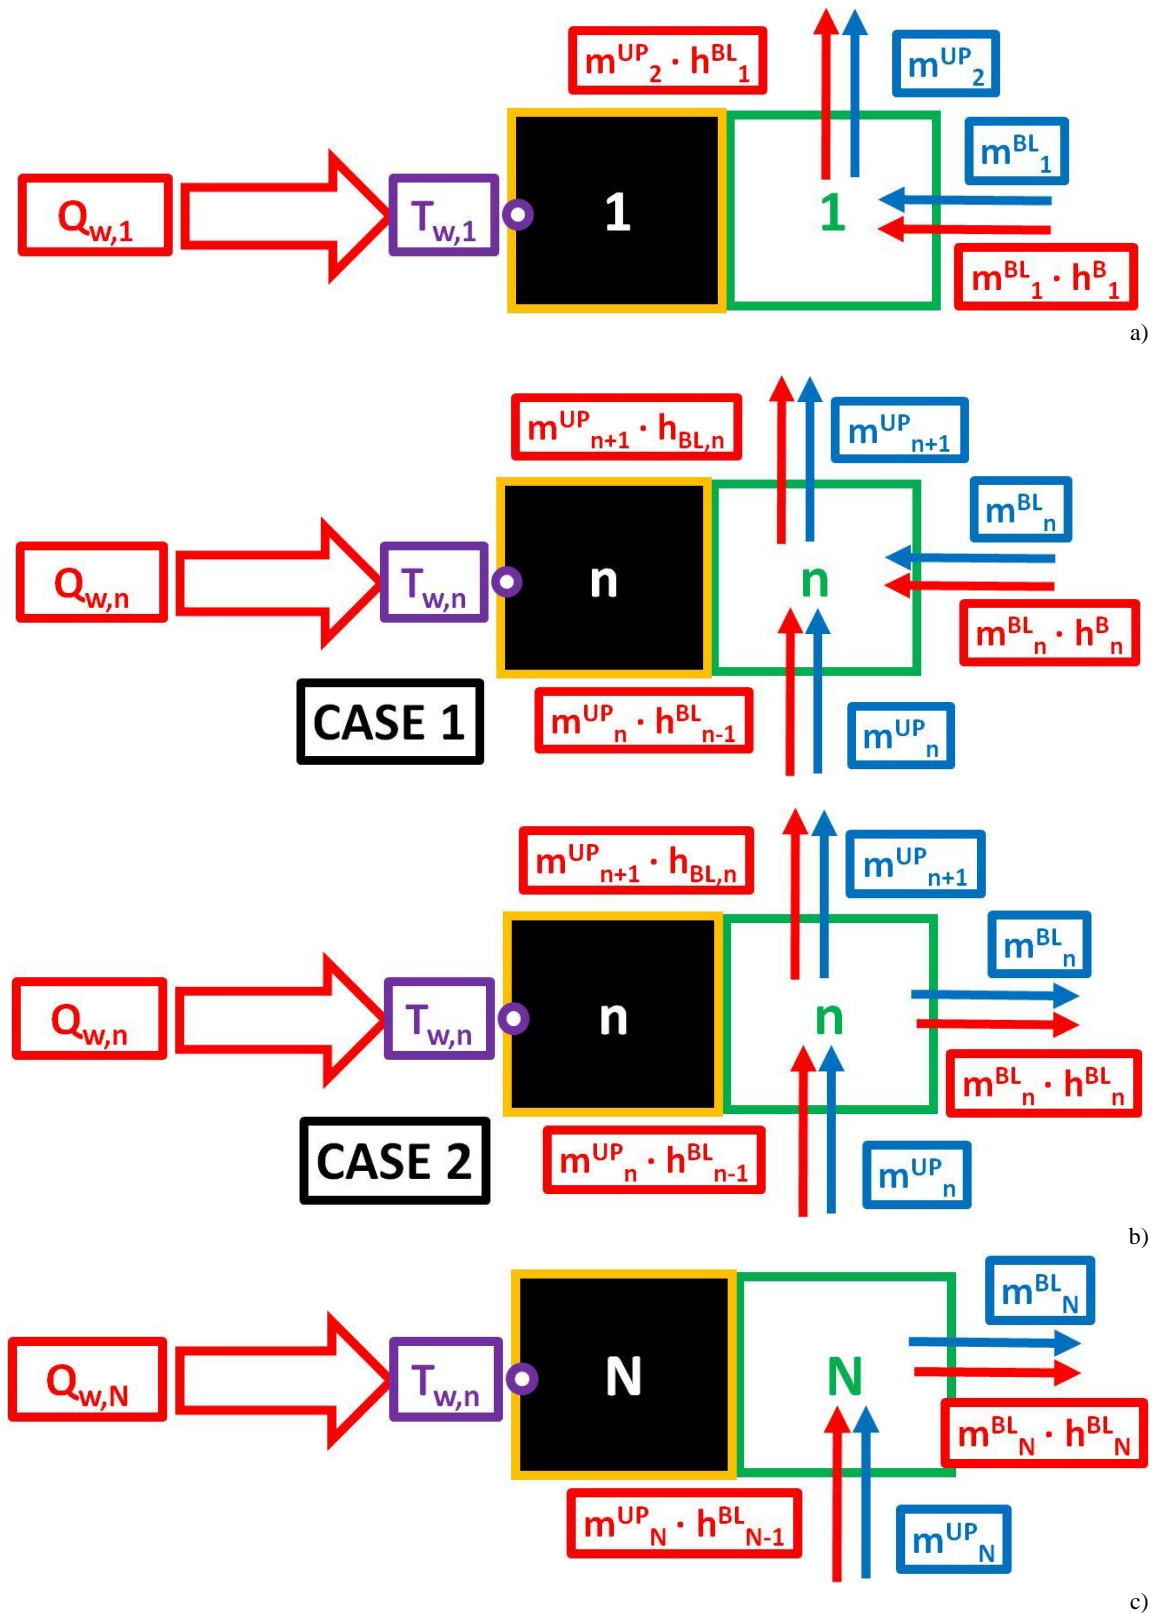 m^UP_2 · h^BL_1
m^UP_2
m^BL_1
Q_w,1
T_w,1
1
1
m^BL_1 · h^B_1
a)
m^UP_n+1 · h_BL,n
m^UP_n+1
m^BL_n
Q_w,n
T_w,n
n
n
m^BL_n · h^B_n
CASE 1
m^UP_n · h^BL_n-1
m^UP_n
m^UP_n+1 · h_BL,n
m^UP_n+1
m^BL_n
Q_w,n
T_w,n
n
n
m^BL_n · h^BL_n
CASE 2
m^UP_n · h^BL_n-1
m^UP_n
b)
m^BL_N
Q_w,N
T_w,n
N
N
m^BL_N · h^BL_N
m^UP_N · h^BL_N-1
m^UP_N
c)